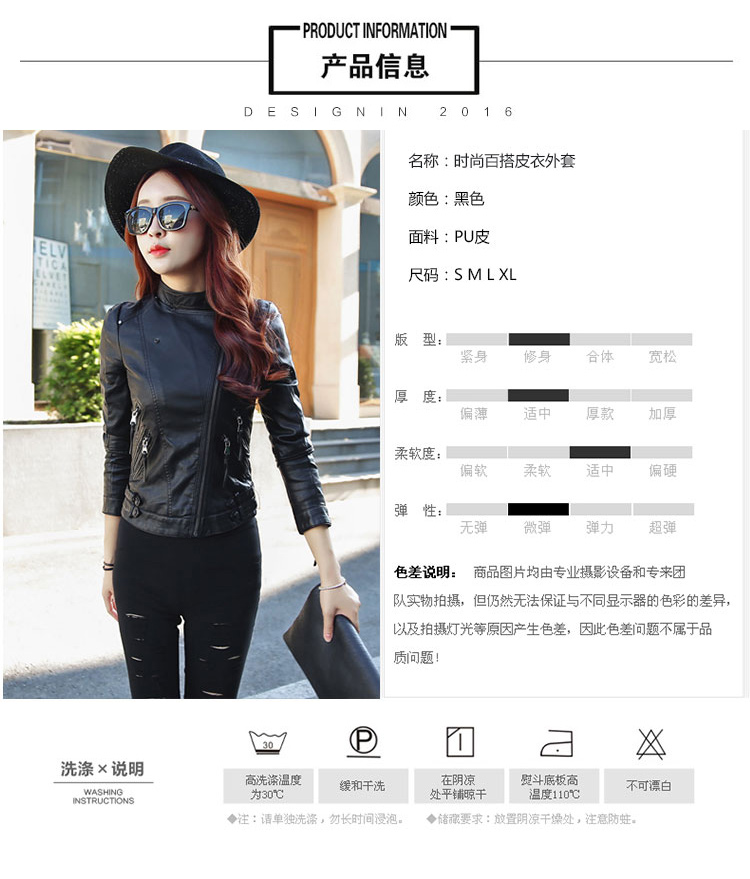 PRODUCT INFORMATION
产品信息
DESIGNIN 2016
名称：时尚百搭皮衣外套
颜色：黑色
面料：PU皮
尺码：S M L XL
版 型：
紧身 修身 合体 宽松
厚 度：
偏薄 适中 厚款 加厚
柔软度：
偏软 柔软 适中 偏硬
弹 性：
无弹 微弹 弹力 超弹
色差说明： 商品图片均由专业摄影设备和专来团
队实物拍摄，但仍然无法保证与不同显示器的色彩的差异，
以及拍摄灯光等原因产生色差，因此色差问题不属于品
质问题！
洗涤×说明
WASHING
INSTRUCTIONS
30
P
高洗涤温度
为30℃
缓和干洗
在阴凉
处平铺晾干
熨斗底板高
温度110℃
不可漂白
◆注：请单独洗涤，勿长时间浸泡。 ◆储藏要求：放置阴凉干燥处，注意防蛀。